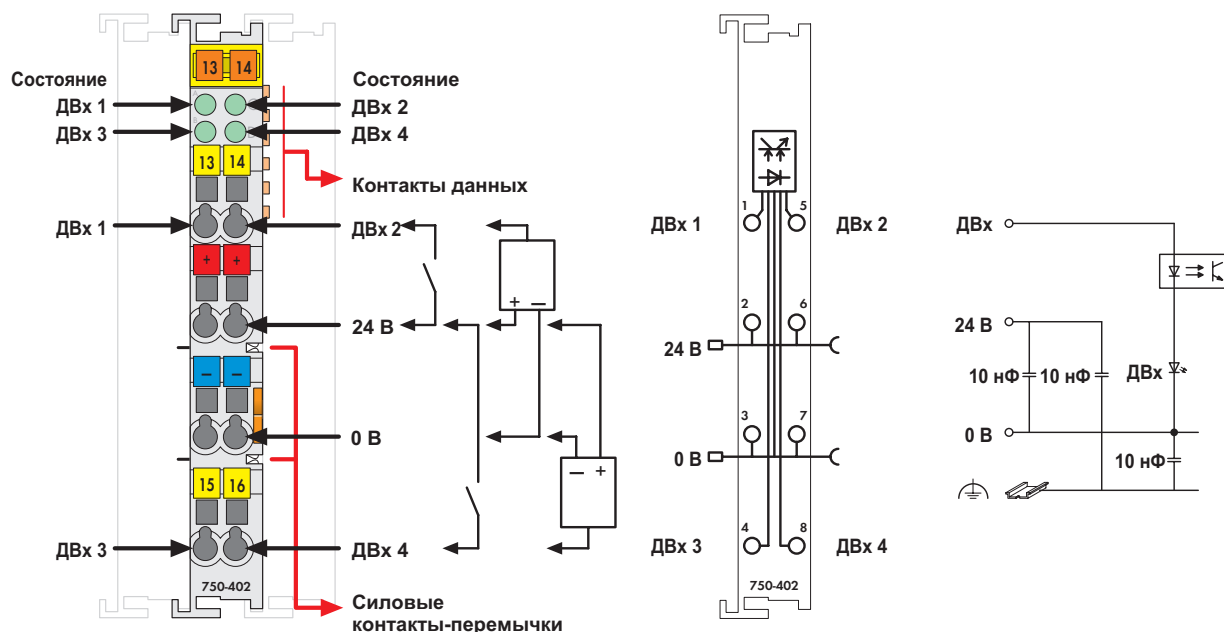 13 14
Состояние
ДВх 1
ДВх 3
Состояние
ДВх 2
ДВх 4
13 14
Контакты данных
ДВх 1
ДВх 2
+ +
24 В
+ −
− −
0 В
− +
15 16
ДВх 3
ДВх 4
750-402
Силовые
контакты-перемычки
1 5
ДВх 1
ДВх 2
2 6
24 В
3 7
0 В
4 8
ДВх 3
ДВх 4
750-402
ДВх
24 В
10 нФ 10 нФ
ДВх
0 В
10 нФ